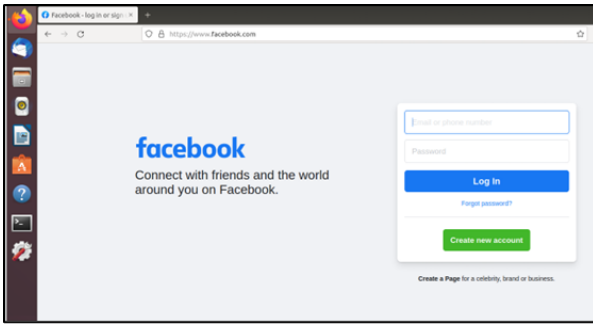 Facebook - log in or sign
https://www.facebook.com
facebook
Connect with friends and the world
around you on Facebook.
Email or phone number
Password
Log In
Forgot password?
Create new account
Create a Page for a celebrity, brand or business.